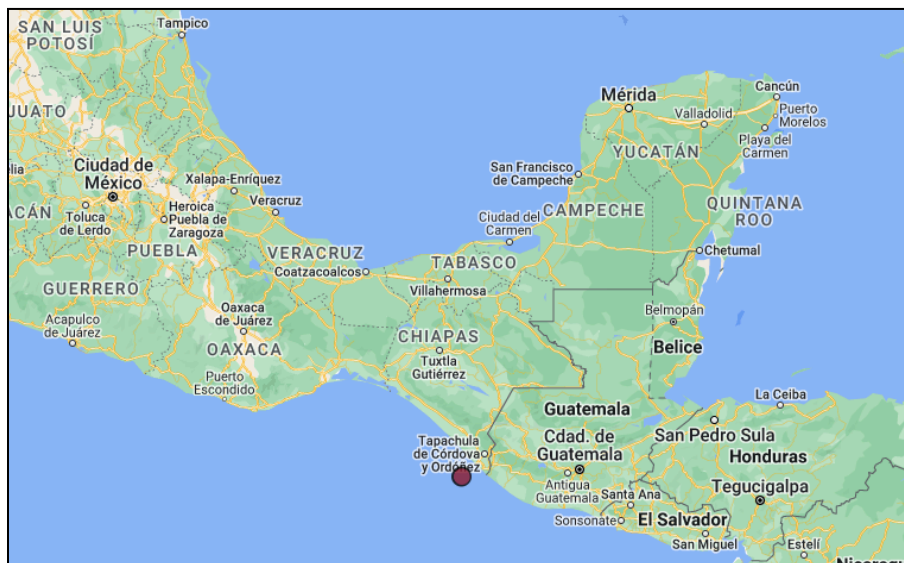 Tampico
SAN LUIS
POTOSÍ
Mérida
Cancún
Valladolid
Puerto
Morelos
JUATO
Playa del
Carmen
YUCATÁN
Ciudad de
México
San Francisco
de Campeche
Xalapa-Enríquez
elia
Heroica
Puebla de
Zaragoza
Veracruz
QUINTANA
ROO
ACÁN
Toluca
de Lerdo
CAMPECHE
Ciudad del
Carmen
PUEBLA
VERACRUZ
Chetumal
TABASCO
Coatzacoalcos
GUERRERO
Villahermosa
Oaxaca
de Juárez
Belmopán
Acapulco
de Juárez
CHIAPAS
OAXACA
Belice
Tuxtla
Gutiérrez
Puerto
Escondido
La Ceiba
Guatemala
Tapachula
de Córdova
y Ordóñez
Cdad. de
Guatemala
San Pedro Sula
Honduras
Antigua
Guatemala
Tegucigalpa
Santa Ana
Sonsonate
El Salvador
San Miguel
Estelí
Nicaragu